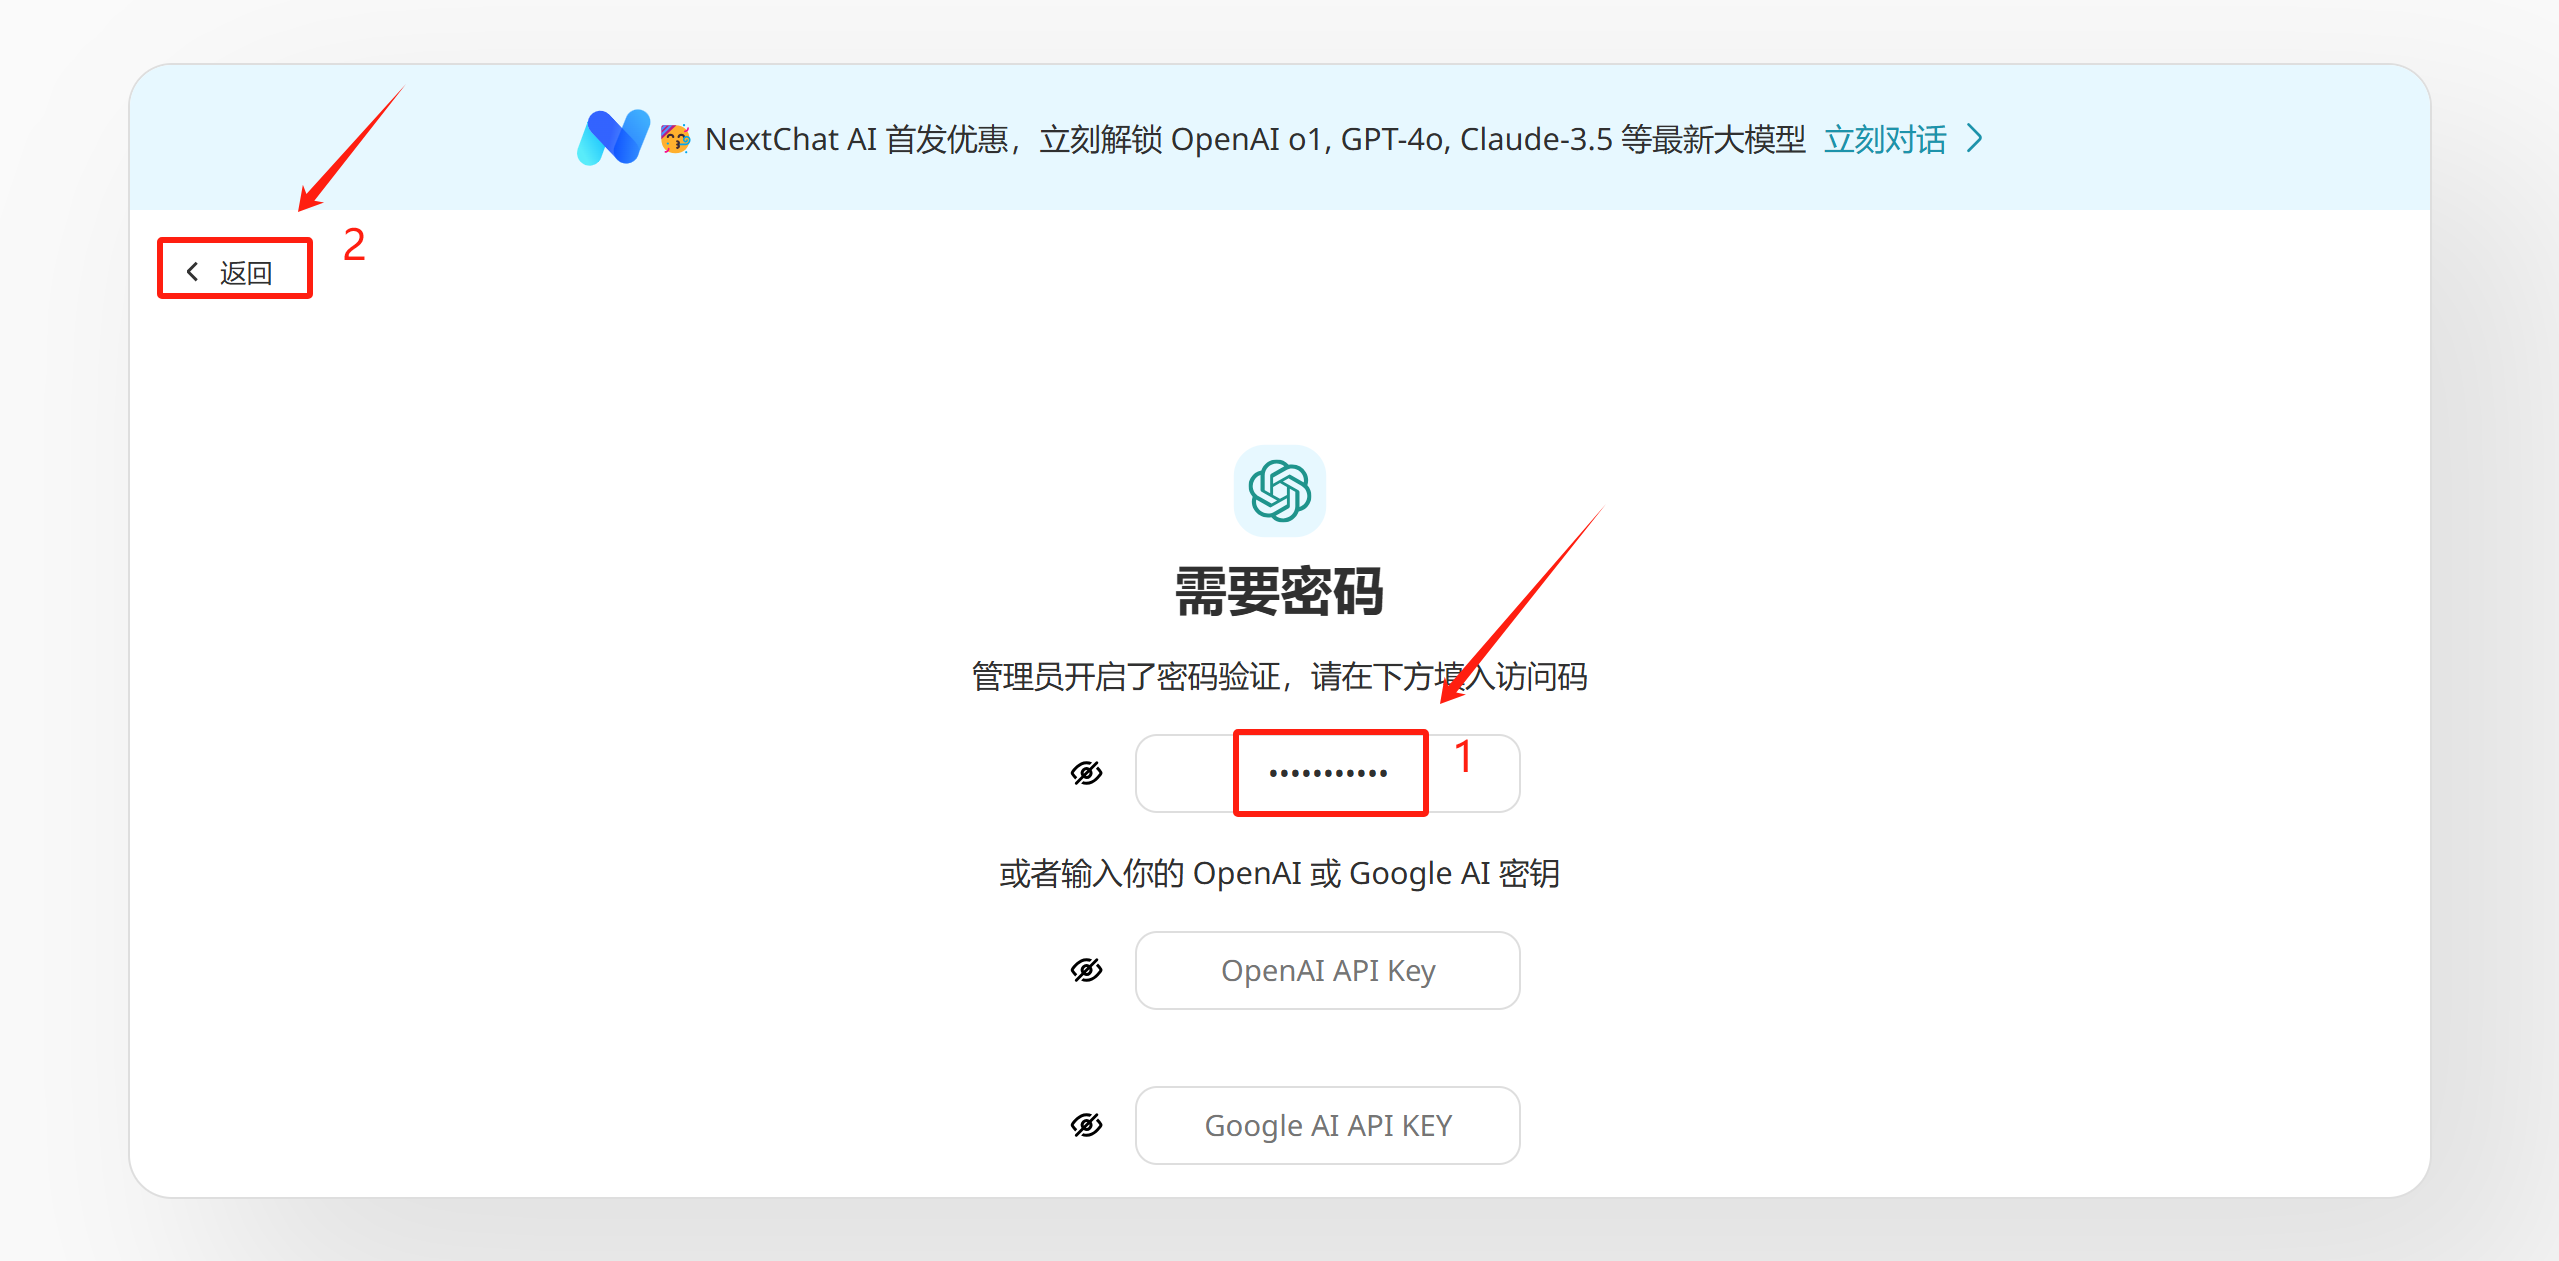 NextChat AI 首发优惠，立刻解锁 OpenAI o1, GPT-4o, Claude-3.5 等最新大模型 立刻对话
返回
2
需要密码
管理员开启了密码验证，请在下方填入访问码
•••••••••••
1
或者输入你的 OpenAI 或 Google AI 密钥
OpenAI API Key
Google AI API KEY